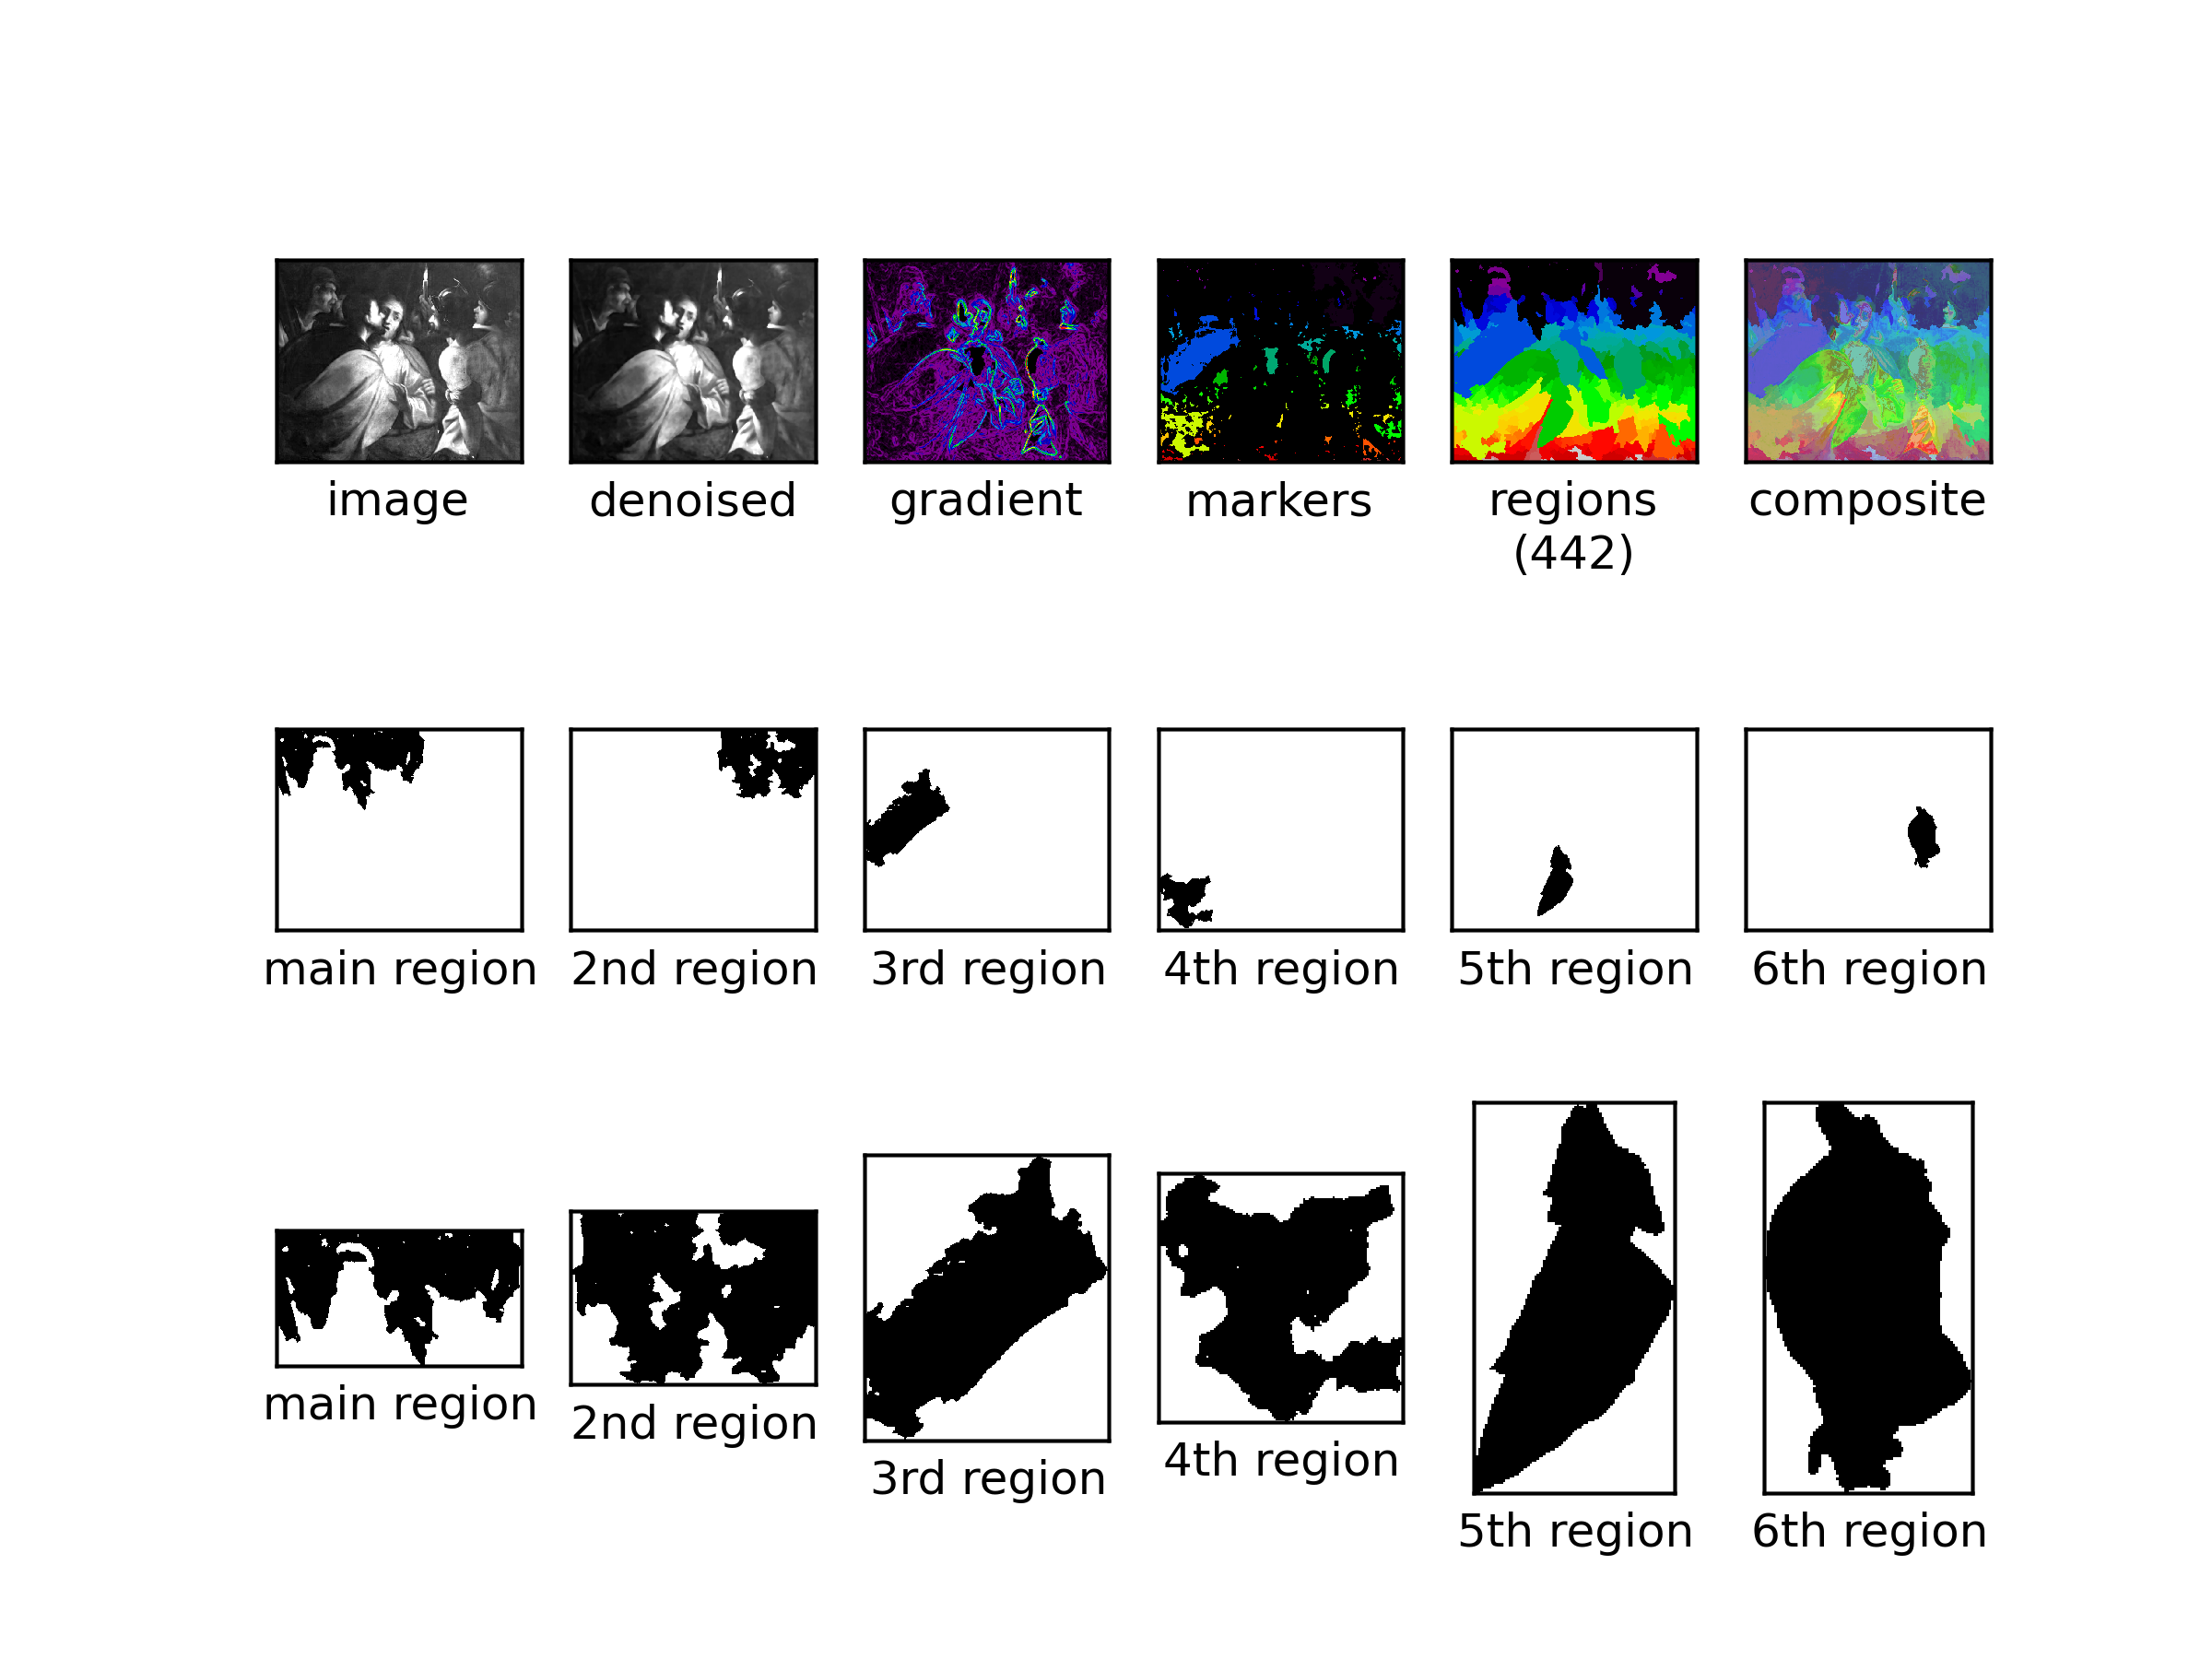 image
denoised
gradient
markers
regions
(442)
composite
main region
2nd region
3rd region
4th region
5th region
6th region
main region
2nd region
3rd region
4th region
5th region
6th region